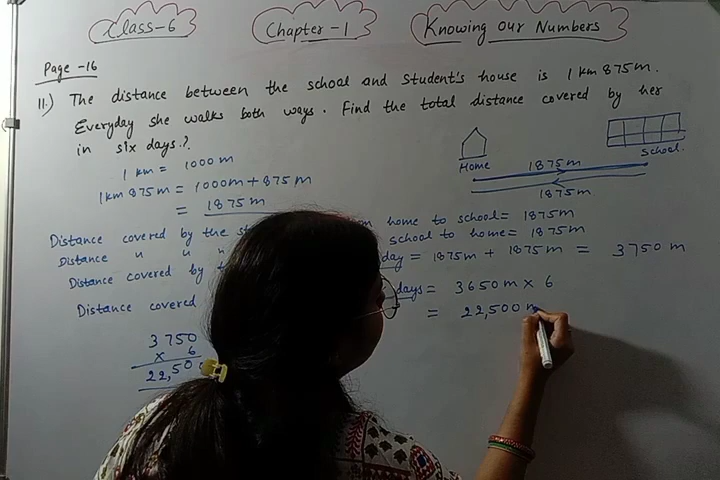 Class-6
Chapter-1
Knowing Our Numbers
Page -16
11.) The distance between the school and student's house is 1 km 875m.
Everyday she walks both ways. Find the total distance covered by her
in six days.?
Home
School.
1875m
1875m
1 km = 1000 m
1km 875 m = 1000m + 875 m
= 1875 m
Distance covered by the home to school = 1875m
Distance " " school to home = 1875m
Distance covered by day = 1875m + 1875m = 3750 m
Distance covered days = 3650m × 6
= 22,500 m
3750
× 6